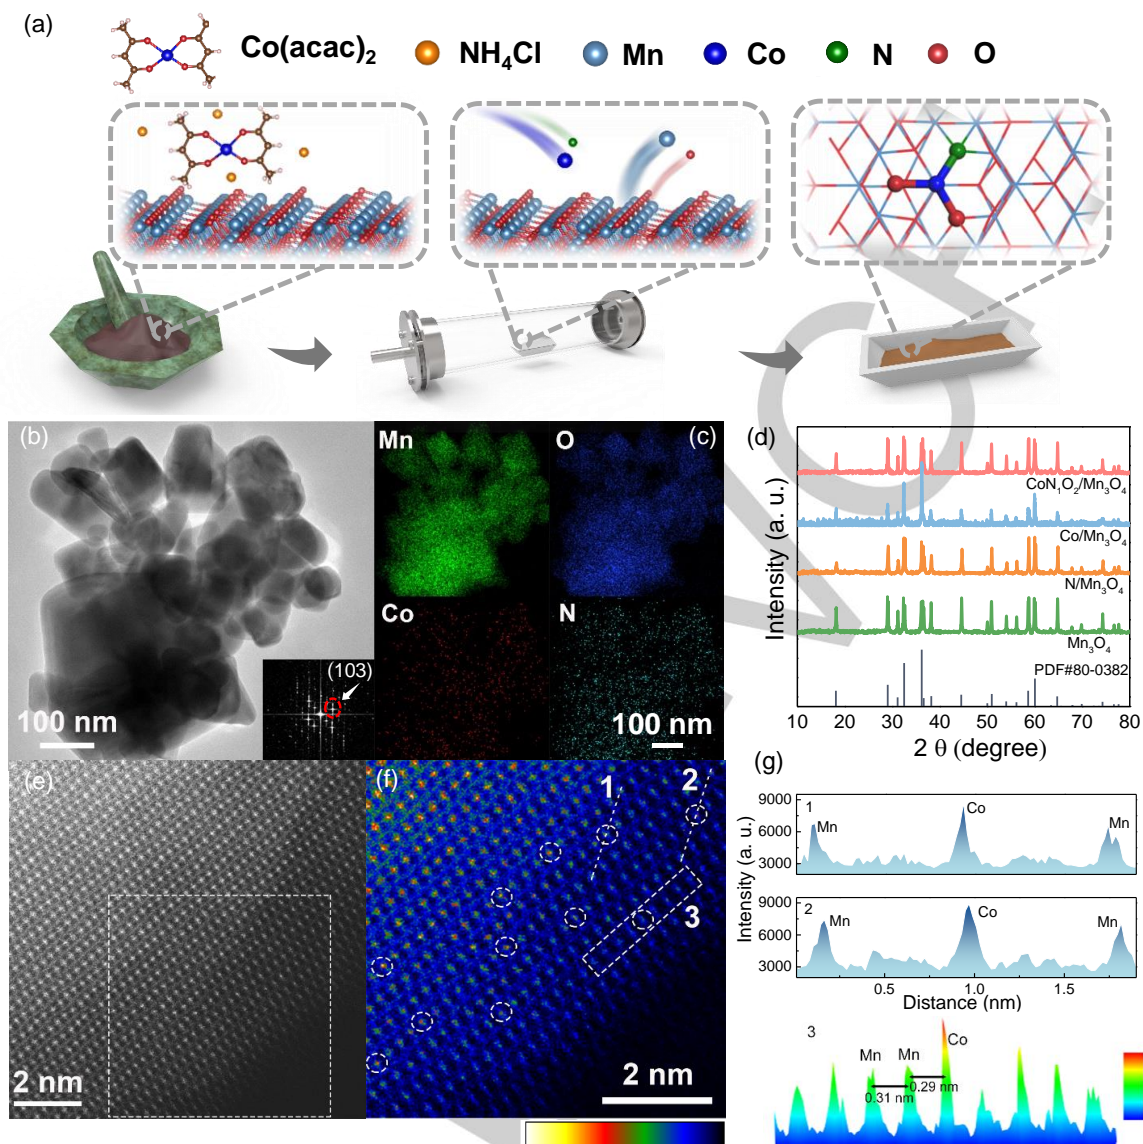 (a)
Co(acac)2 NH4Cl Mn Co N O
(b)
(103)
100 nm
Mn
O
(c)
Co
N
100 nm
(d)
Intensity (a. u.)
CoN1O2/Mn3O4
Co/Mn3O4
N/Mn3O4
Mn3O4
PDF#80-0382
10 20 30 40 50 60 70 80
2 θ (degree)
(e)
2 nm
(f)
1
2
3
2 nm
(g)
Intensity (a. u.)
9000
6000
3000
1
Mn
Co
Mn
9000
6000
3000
2
Mn
Co
Mn
0.5 1.0 1.5
Distance (nm)
3
Mn
Mn
Co
0.31 nm
0.29 nm